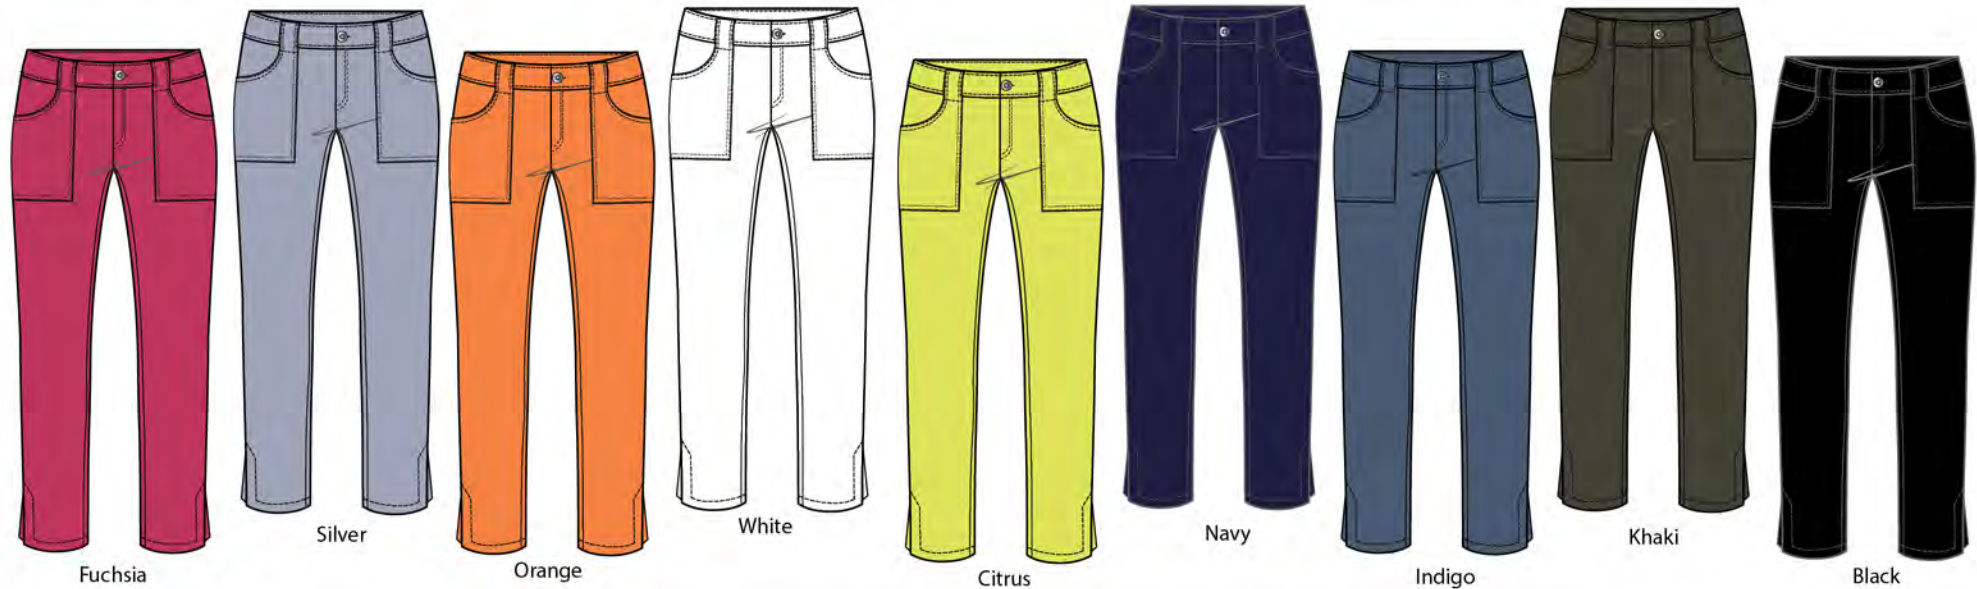 Fuchsia
Silver
Orange
White
Citrus
Navy
Indigo
Khaki
Black